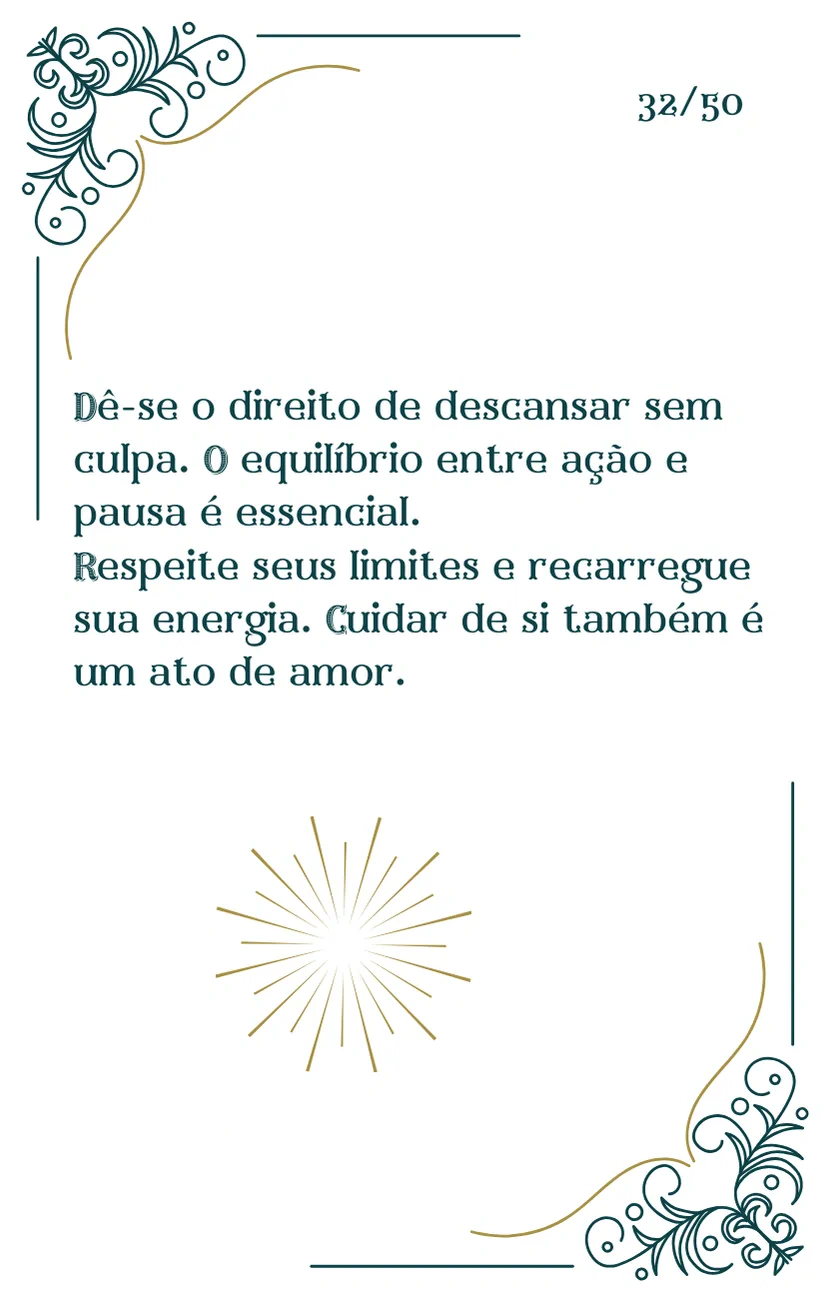 32/50
Dê-se o direito de descansar sem
culpa. O equilíbrio entre ação e
pausa é essencial.
Respeite seus limites e recarregue
sua energia. Cuidar de si também é
um ato de amor.